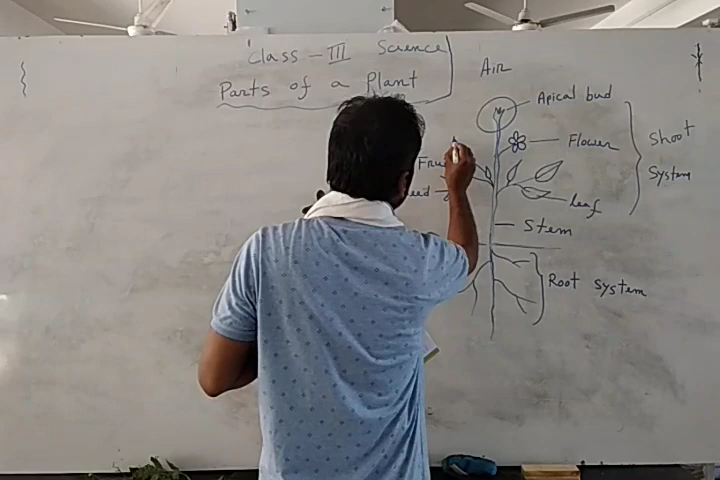 Class - III Science
Parts of a Plant
Air
Apical bud
Flower
Shoot
System
leaf
Stem
Root system